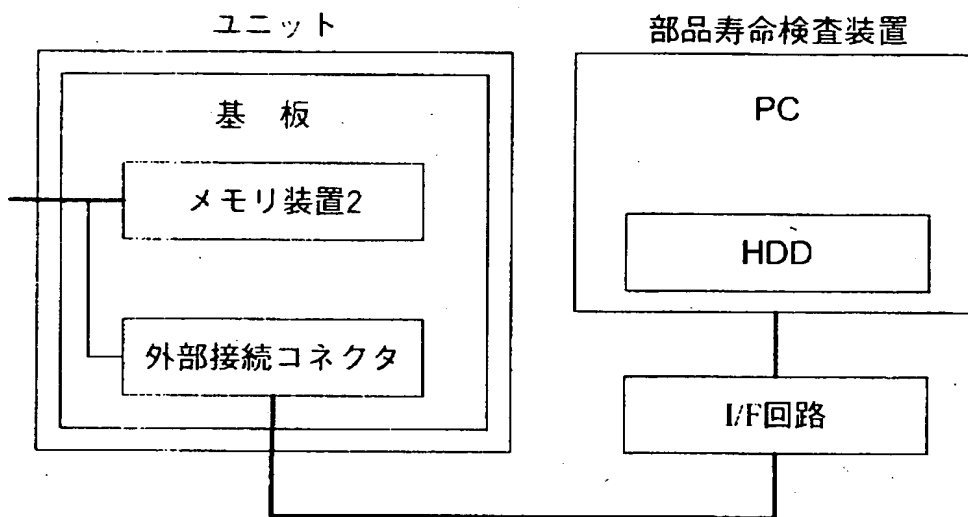 ユニット
基 板
メモリ装置2
外部接続コネクタ
部品寿命検査装置
PC
HDD
I/F回路